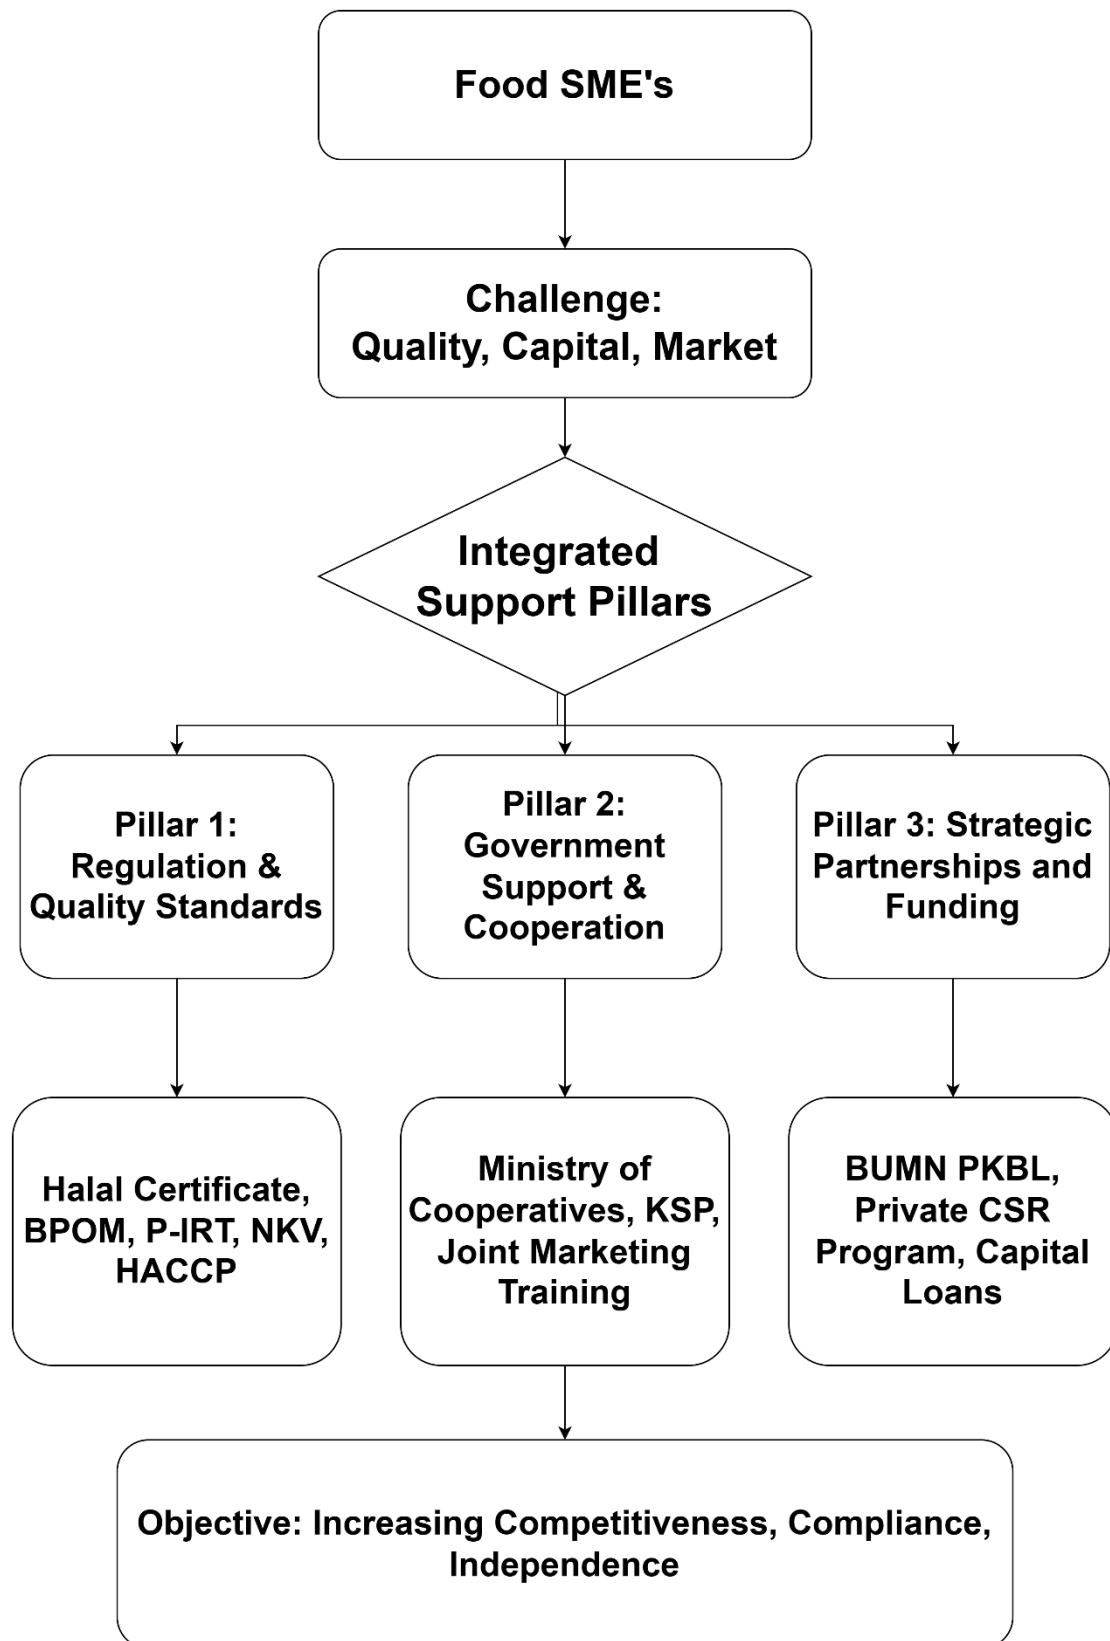 Food SME's
Challenge:
Quality, Capital, Market
Integrated
Support Pillars
Pillar 1:
Regulation &
Quality Standards
Pillar 2:
Government
Support &
Cooperation
Pillar 3: Strategic
Partnerships and
Funding
Halal Certificate,
BPOM, P-IRT, NKV,
HACCP
Ministry of
Cooperatives, KSP,
Joint Marketing
Training
BUMN PKBL,
Private CSR
Program, Capital
Loans
Objective: Increasing Competitiveness, Compliance,
Independence